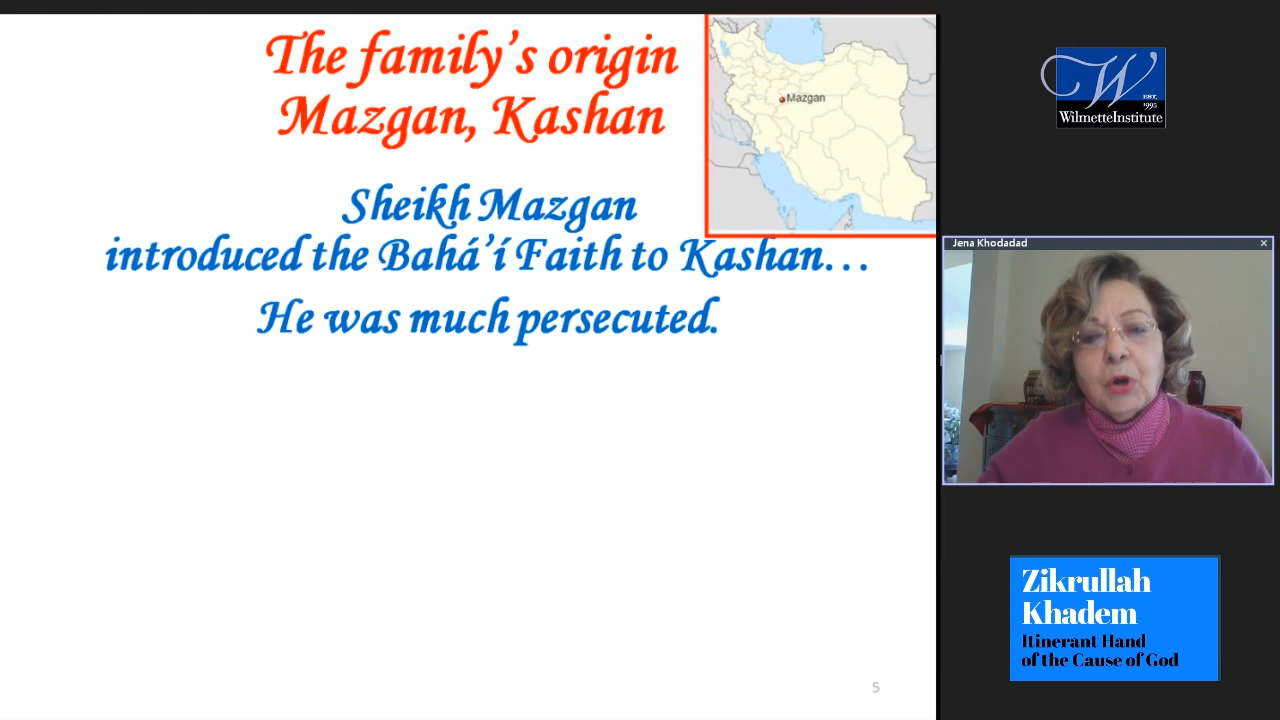 The family's origin
Mazgan, Kashan
Mazgan
Sheikh Mazgan
introduced the Bahá'í Faith to Kashan...
He was much persecuted.
5
W
EST.
1995
WilmetteInstitute
Jena Khodadad
Zikrullah
Khadem
Itinerant Hand
of the Cause of God